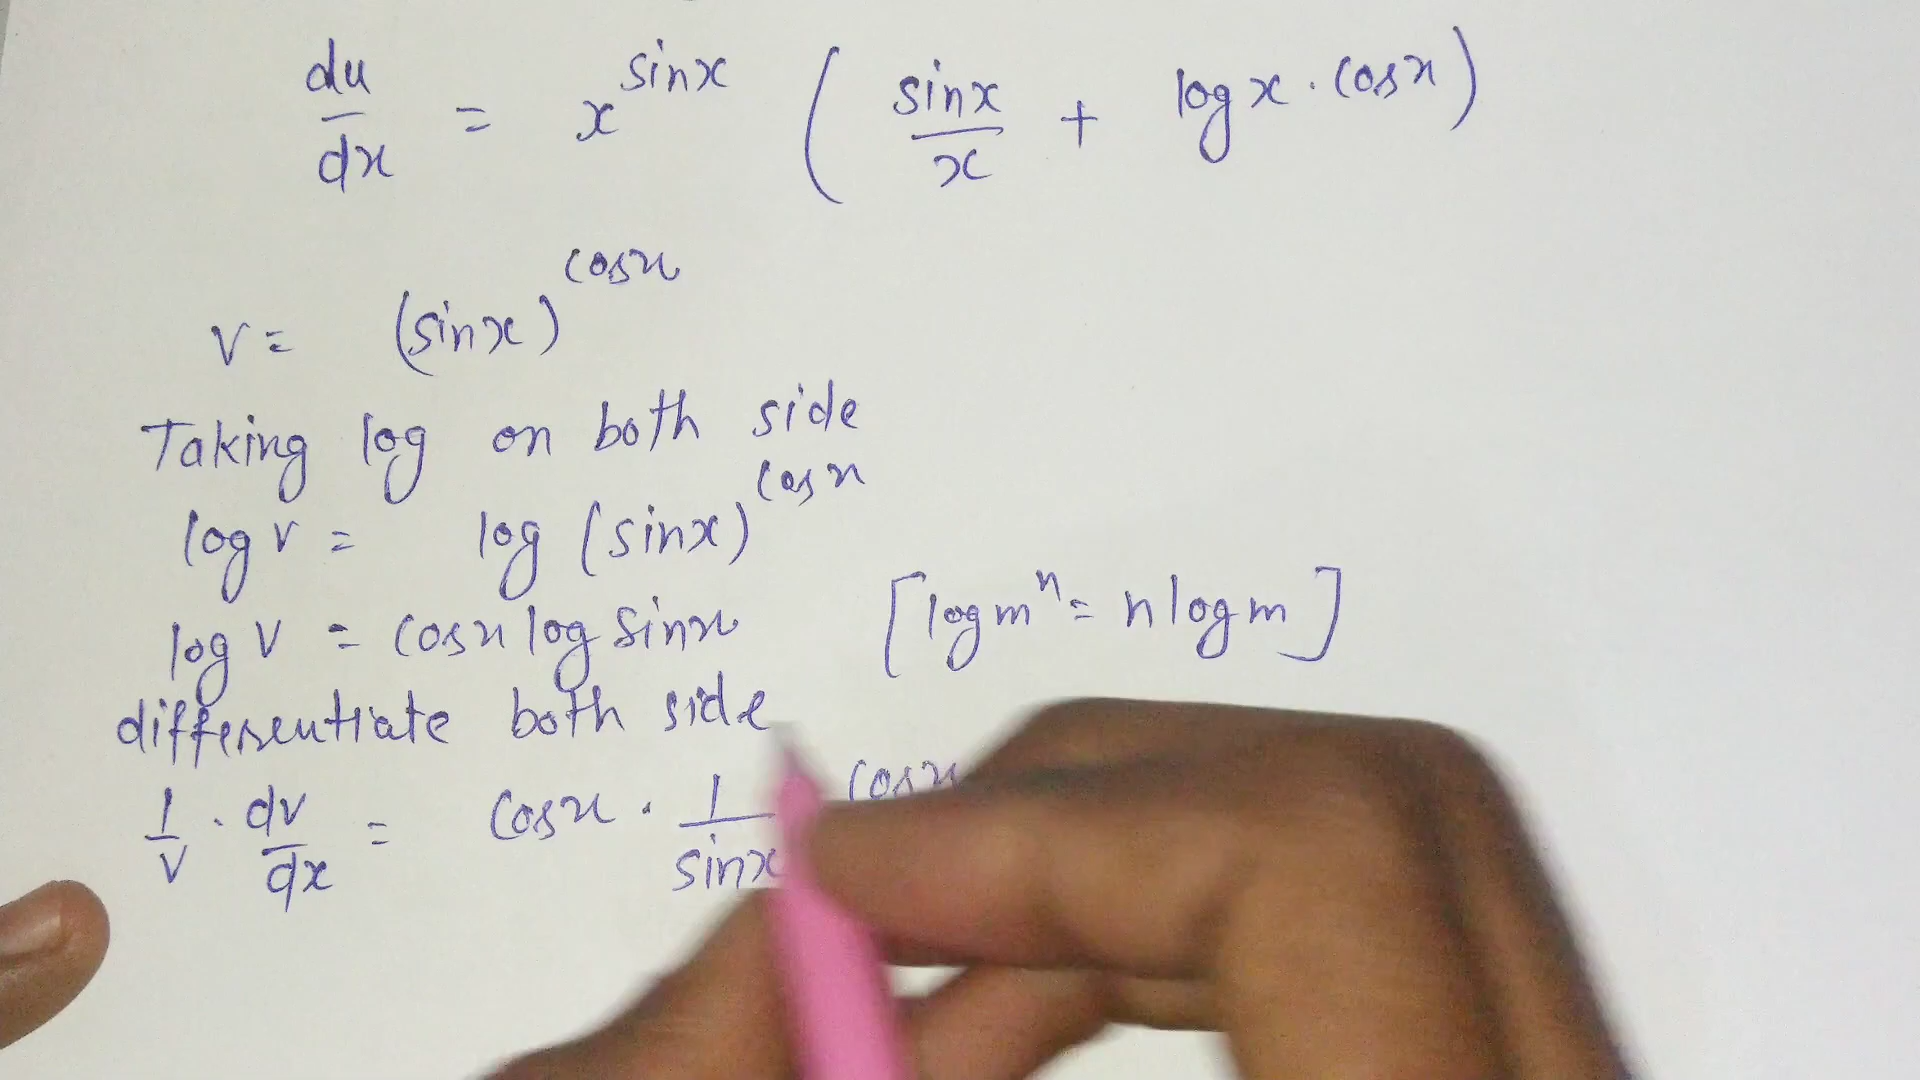 du/dx = x^sinx ( sinx/x + log x . cosx )
v = (sinx)^cosx
Taking log on both side
log v = log (sinx)^cosx
log v = cosx log sinx [log m^n = n log m]
differentiate both side
1/v . dv/dx = cosx . 1/sinx cosx